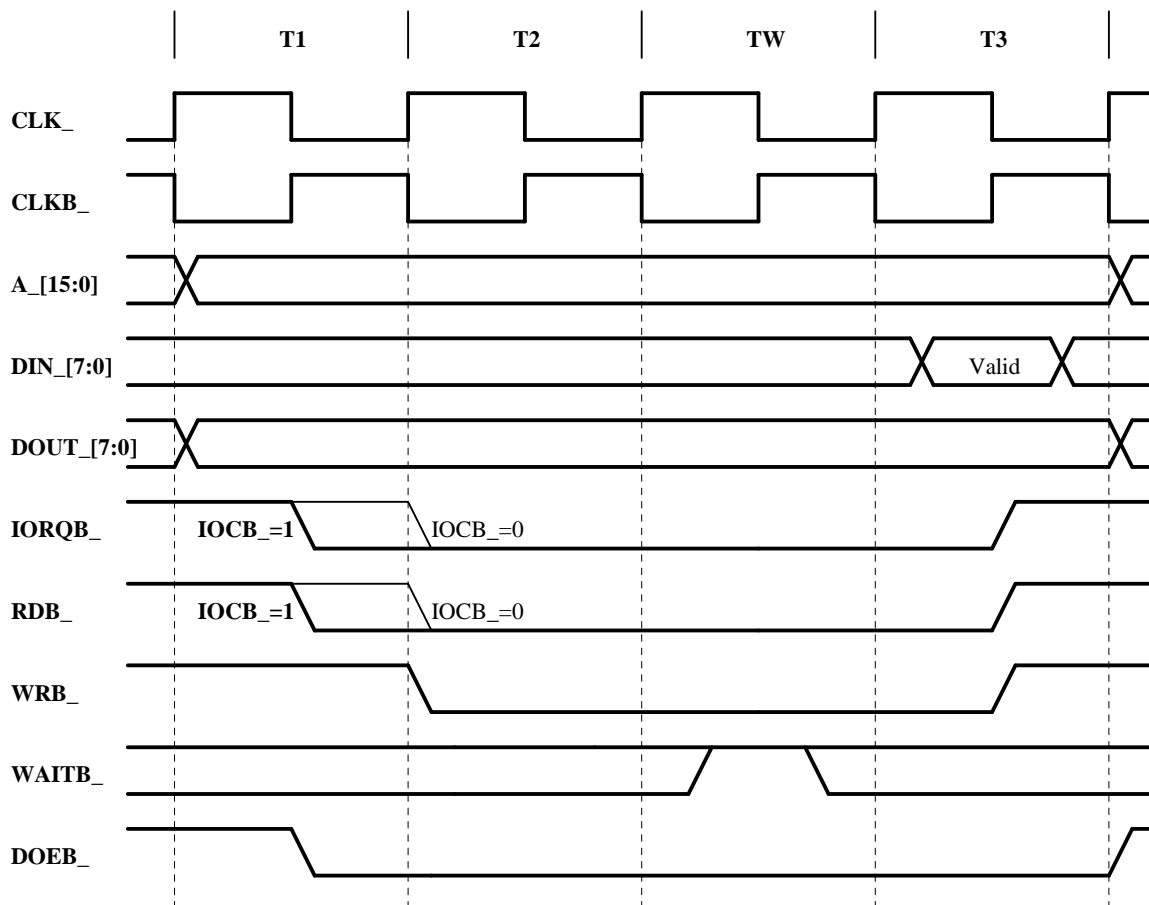 T1 T2 TW T3
CLK_
CLKB_
A_[15:0]
DIN_[7:0] Valid
DOUT_[7:0]
IORQB_ IOCB_=1 IOCB_=0
RDB_ IOCB_=1 IOCB_=0
WRB_
WAITB_
DOEB_